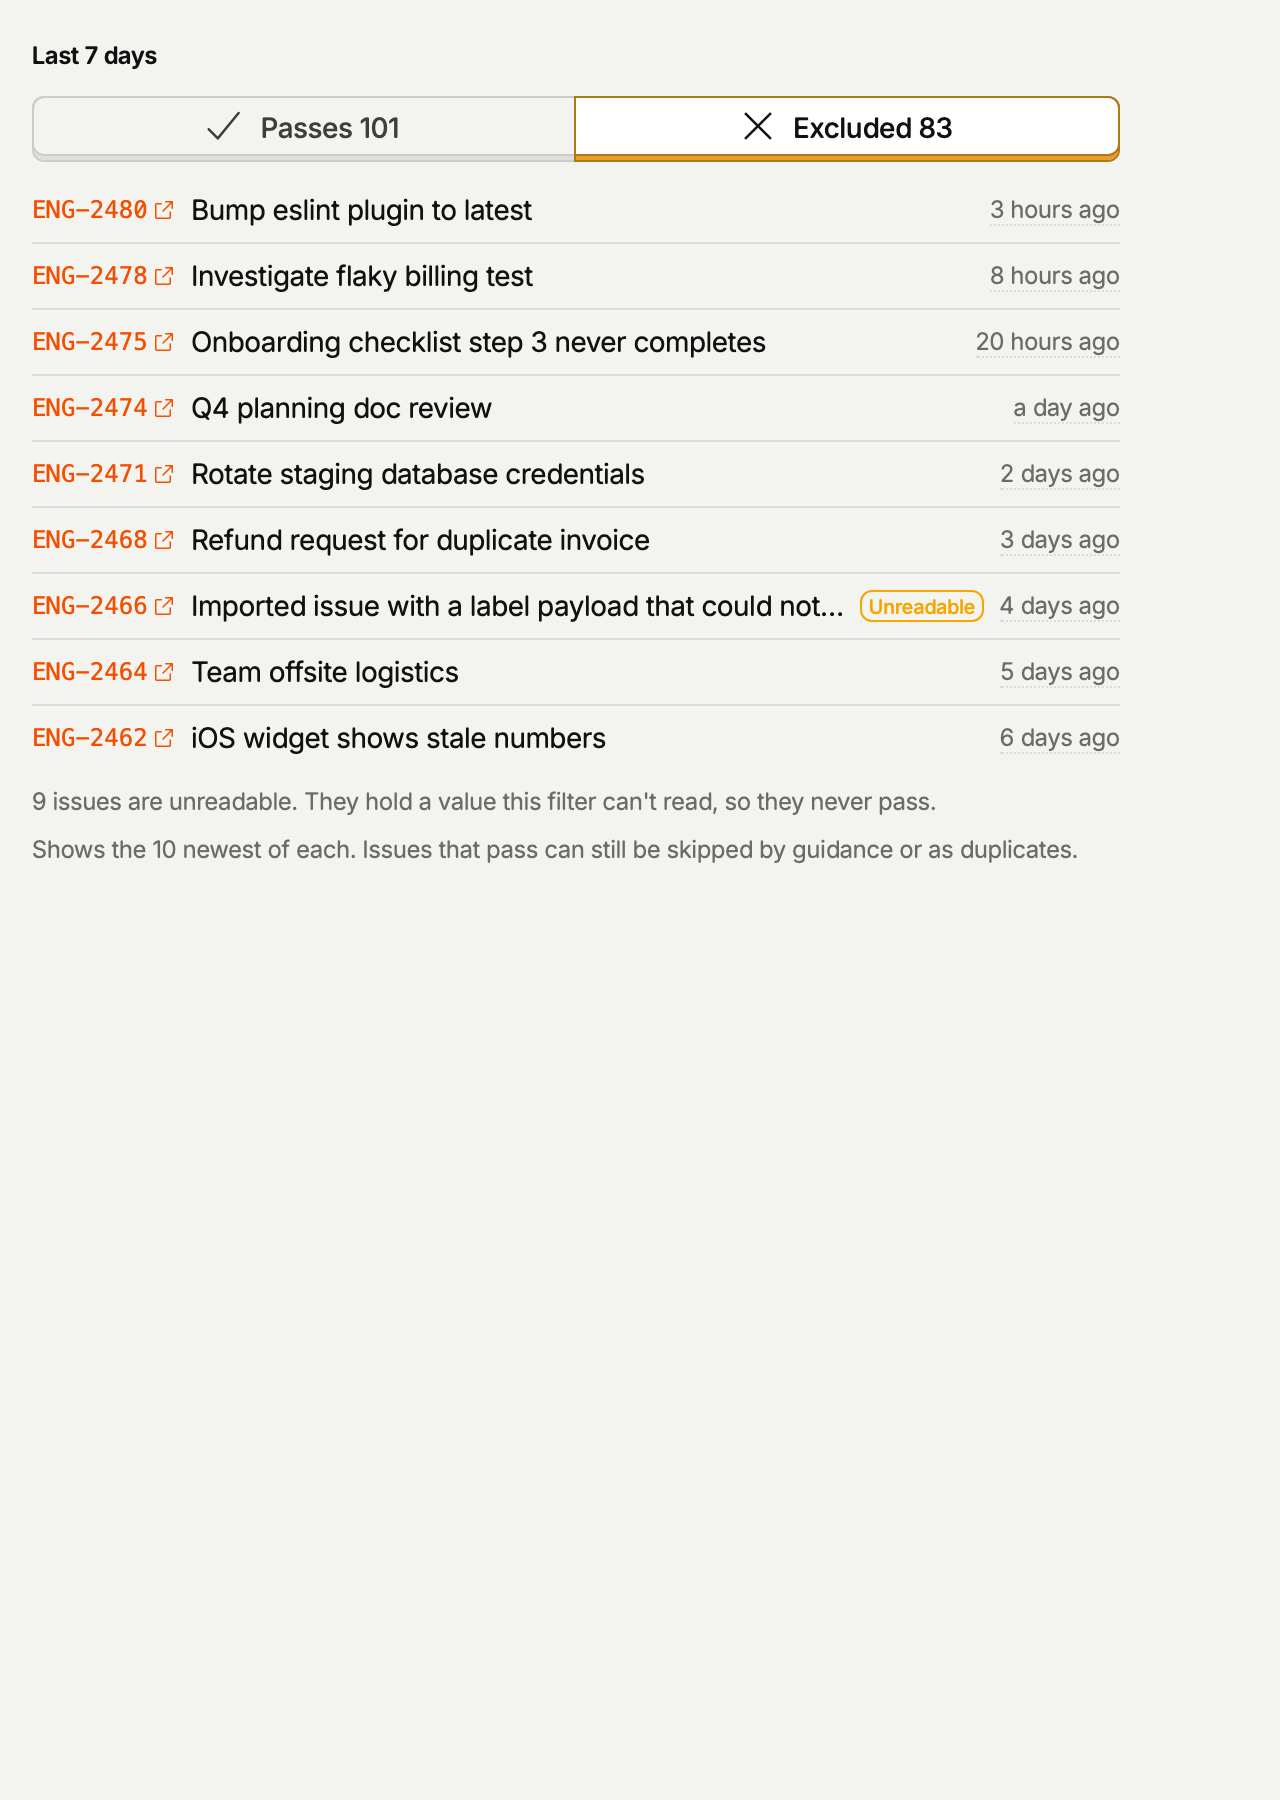 Last 7 days
Passes 101
Excluded 83
ENG-2480 Bump eslint plugin to latest 3 hours ago
ENG-2478 Investigate flaky billing test 8 hours ago
ENG-2475 Onboarding checklist step 3 never completes 20 hours ago
ENG-2474 Q4 planning doc review a day ago
ENG-2471 Rotate staging database credentials 2 days ago
ENG-2468 Refund request for duplicate invoice 3 days ago
ENG-2466 Imported issue with a label payload that could not... Unreadable 4 days ago
ENG-2464 Team offsite logistics 5 days ago
ENG-2462 iOS widget shows stale numbers 6 days ago
9 issues are unreadable. They hold a value this filter can't read, so they never pass.
Shows the 10 newest of each. Issues that pass can still be skipped by guidance or as duplicates.